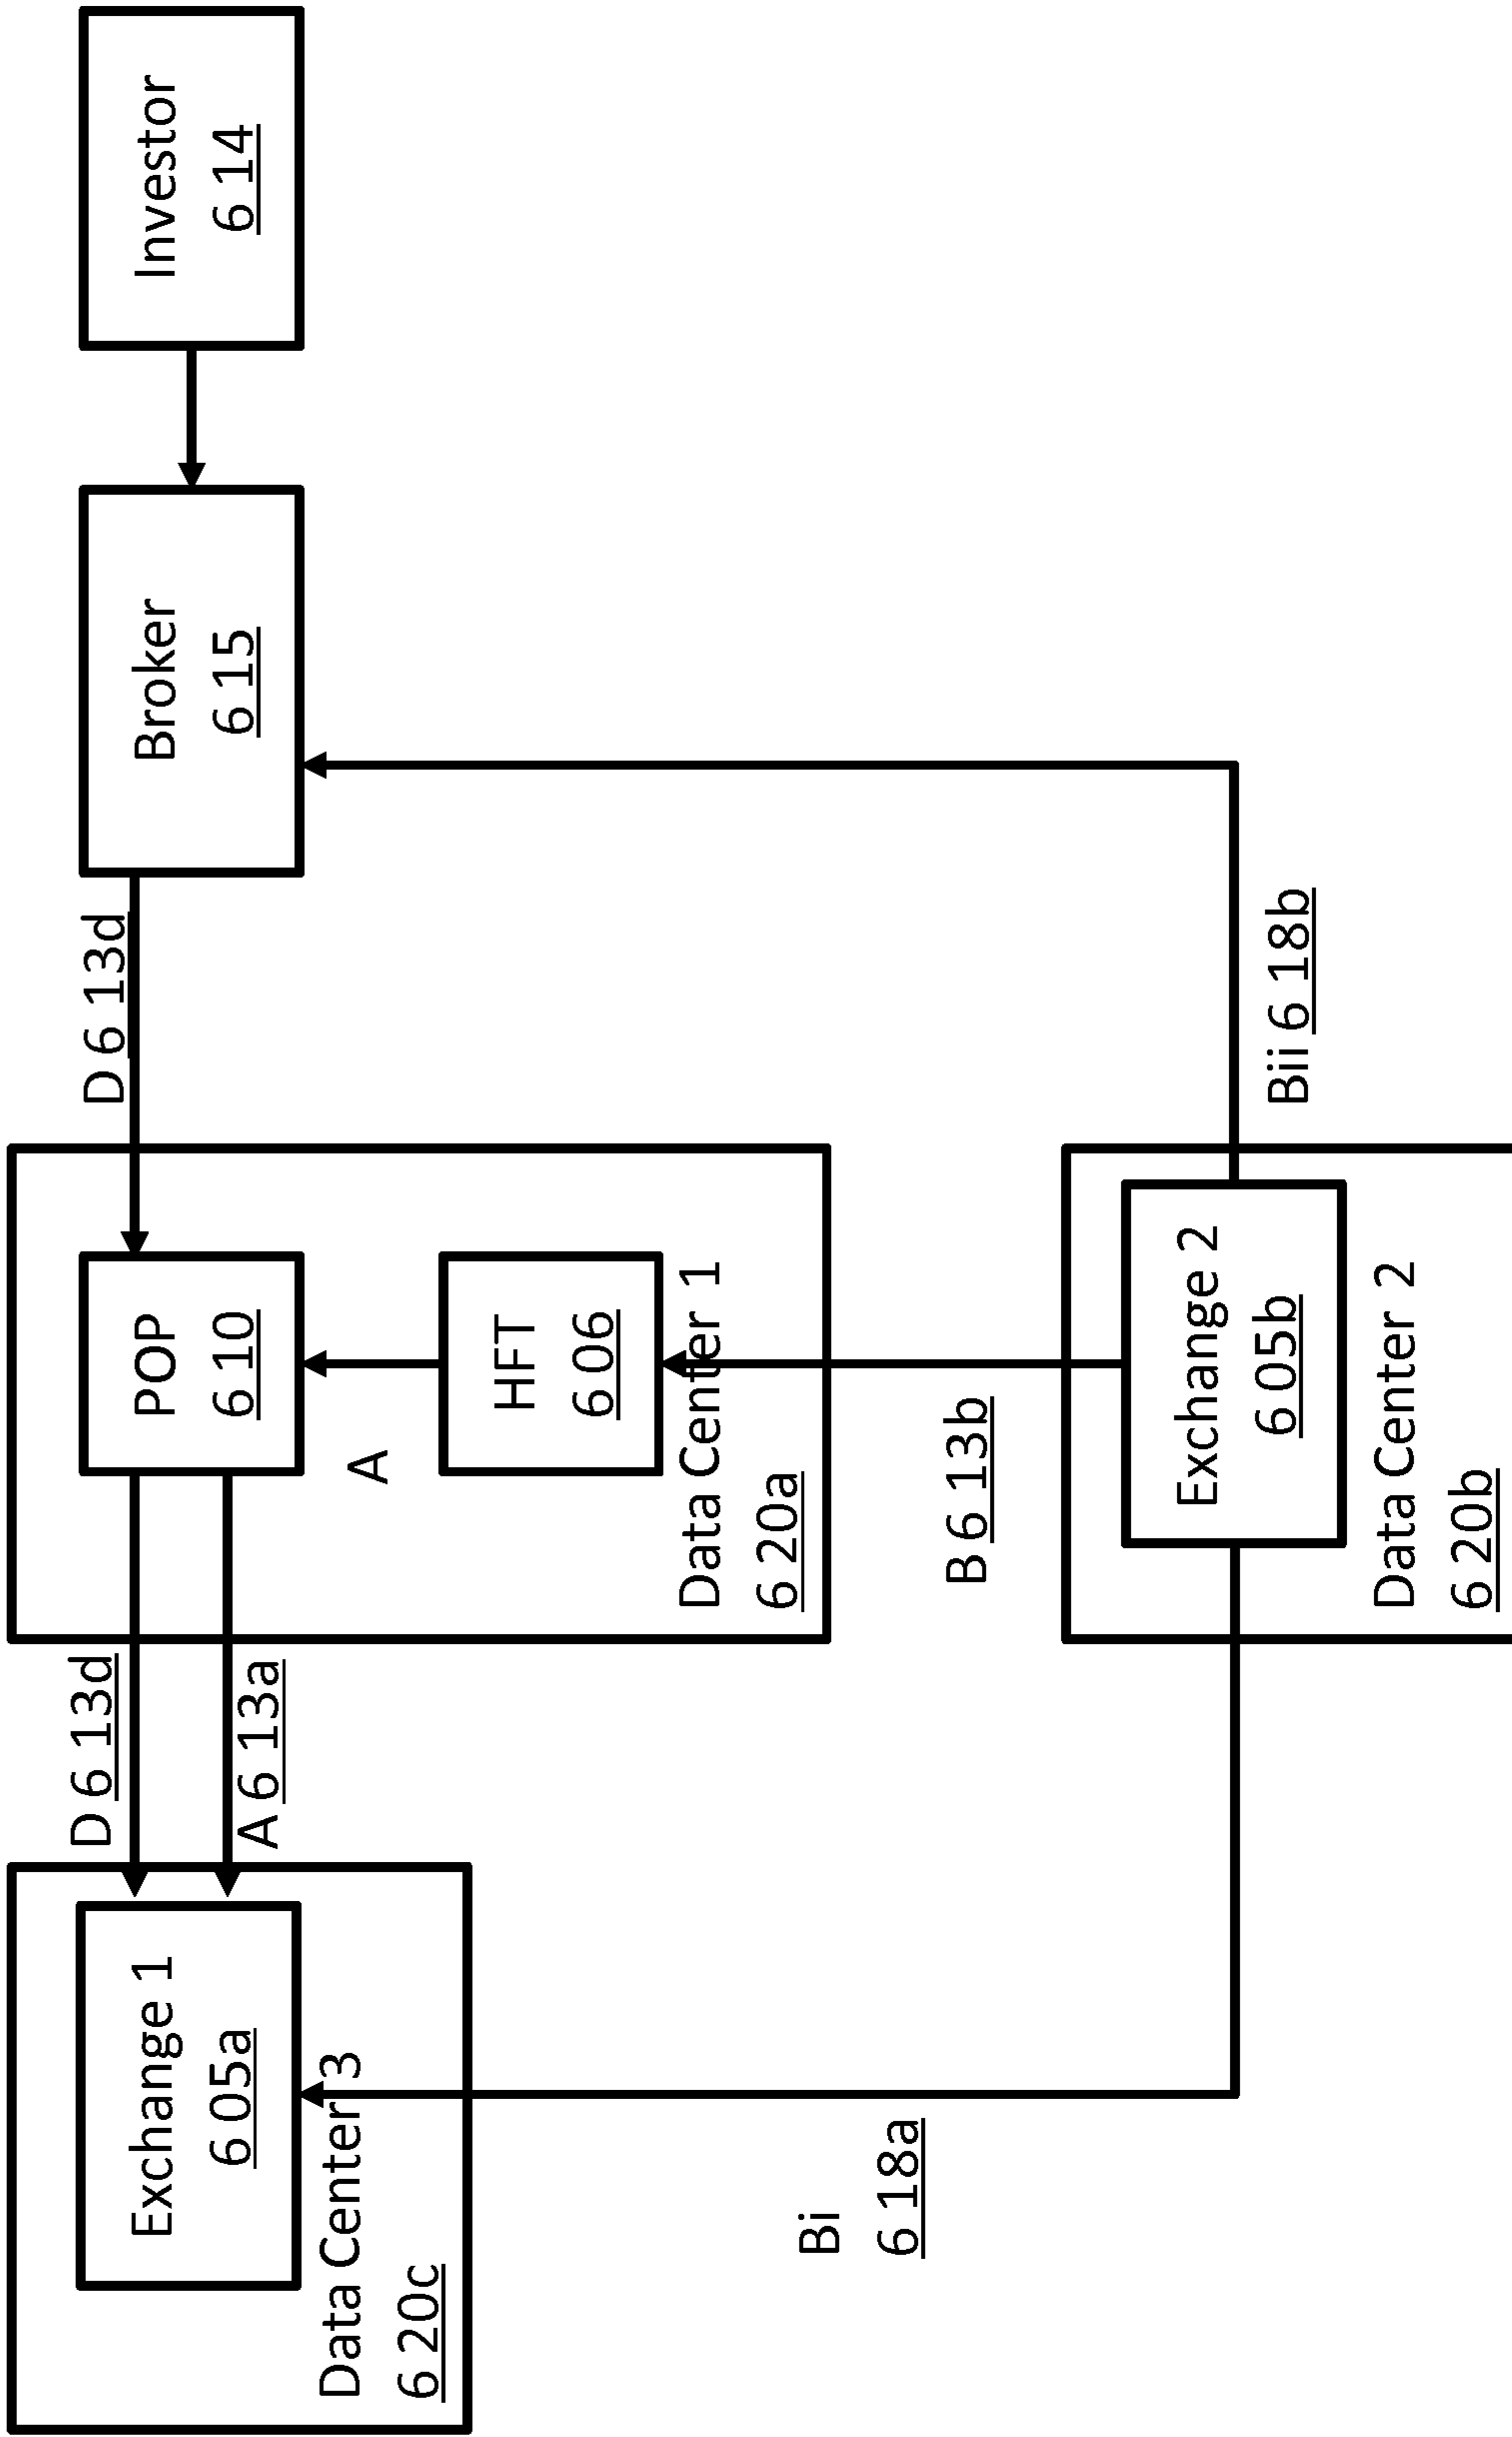 Exchange 1
6 05a
Data Center 3
6 20c
D 6 13d
A 6 13a
POP
6 10
A
HFT
6 06
Data Center 1
6 20a
D 6 13d
Broker
6 15
Investor
6 14
Bi
6 18a
B 6 13b
Exchange 2
6 05b
Data Center 2
6 20b
Bii 6 18b